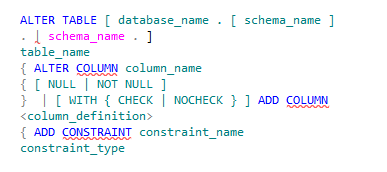 ALTER TABLE [ database_name . [ schema_name ]
. | schema_name . ]
table_name
{ ALTER COLUMN column_name
{ [ NULL | NOT NULL ]
}  | [ WITH { CHECK | NOCHECK } ] ADD COLUMN
<column_definition>
{ ADD CONSTRAINT constraint_name
constraint_type